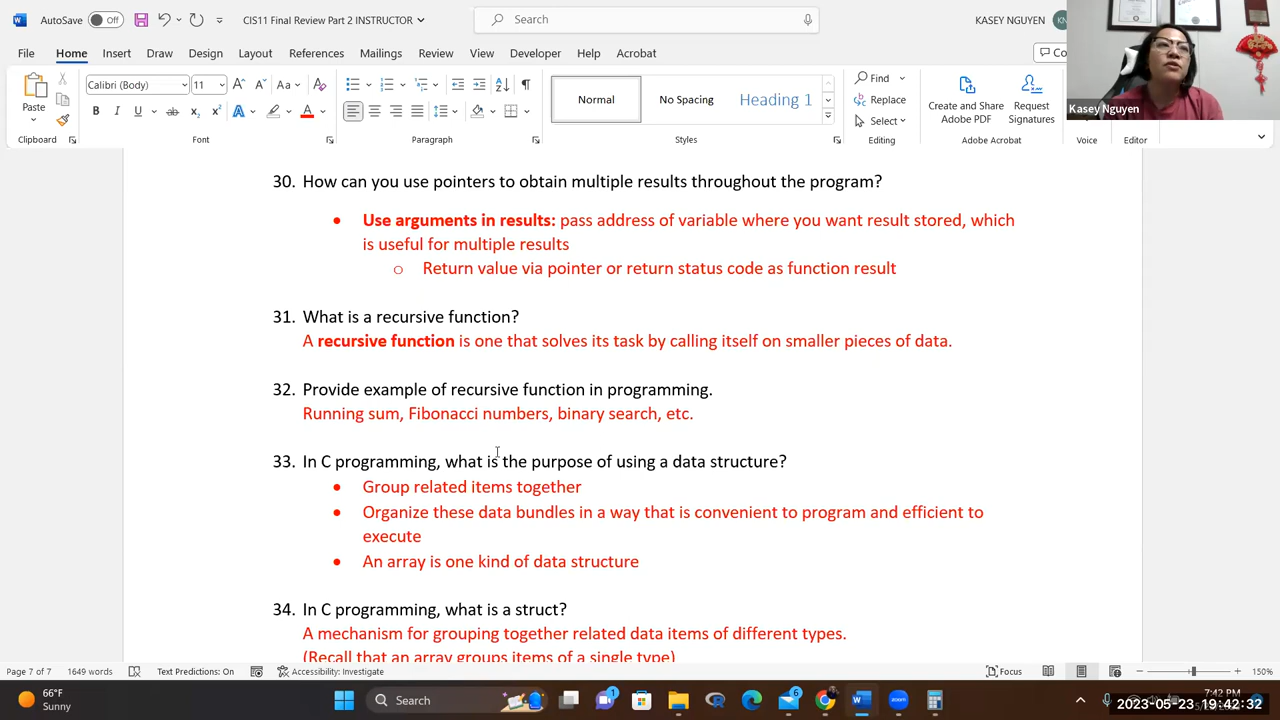 AutoSave Off CIS11 Final Review Part 2 INSTRUCTOR Search KASEY NGUYEN KN
File Home Insert Draw Design Layout References Mailings Review View Developer Help Acrobat Co
Paste Calibri (Body) 11 Aa Normal No Spacing Heading 1 Find Replace Select Create and Share Adobe PDF Request Signatures Kasey Nguyen
Clipboard Font Paragraph Styles Editing Adobe Acrobat Voice Editor
30. How can you use pointers to obtain multiple results throughout the program?
• Use arguments in results: pass address of variable where you want result stored, which
is useful for multiple results
o Return value via pointer or return status code as function result
31. What is a recursive function?
A recursive function is one that solves its task by calling itself on smaller pieces of data.
32. Provide example of recursive function in programming.
Running sum, Fibonacci numbers, binary search, etc.
33. In C programming, what is the purpose of using a data structure?
• Group related items together
• Organize these data bundles in a way that is convenient to program and efficient to
execute
• An array is one kind of data structure
34. In C programming, what is a struct?
A mechanism for grouping together related data items of different types.
(Recall that an array groups items of a single type)
Page 7 of 7 1649 words Text Predictions: On Accessibility: Investigate Focus 150%
66°F
Sunny
Search 1 6 7:42 PM
2023-05-23 19:42:32